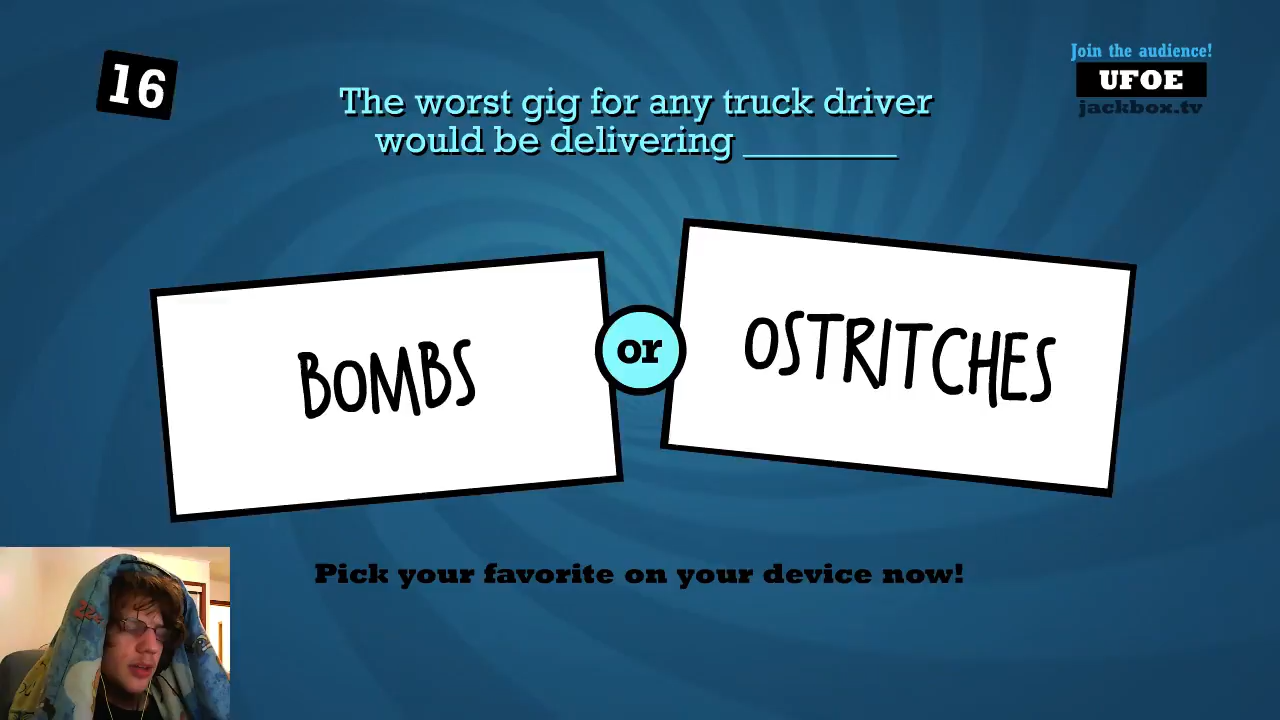 16
Join the audience!
UFOE
jackbox.tv
The worst gig for any truck driver
would be delivering ________
BOMBS
or
OSTRITCHES
Pick your favorite on your device now!